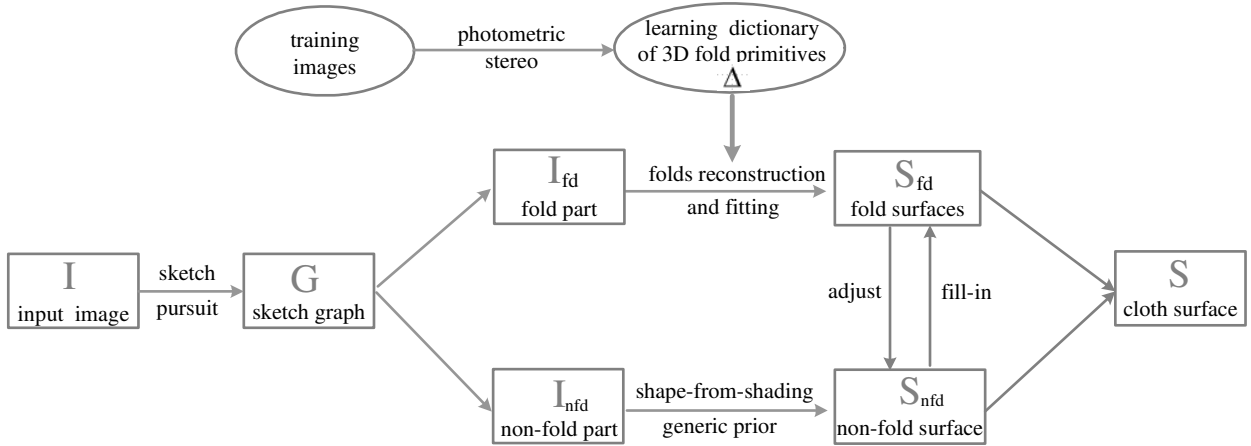 training
images
photometric
stereo
learning dictionary
of 3D fold primitives
Δ
I_fd
fold part
folds reconstruction
and fitting
S_fd
fold surfaces
I
input image
sketch
pursuit
G
sketch graph
adjust
fill-in
S
cloth surface
I_nfd
non-fold part
shape-from-shading
generic prior
S_nfd
non-fold surface